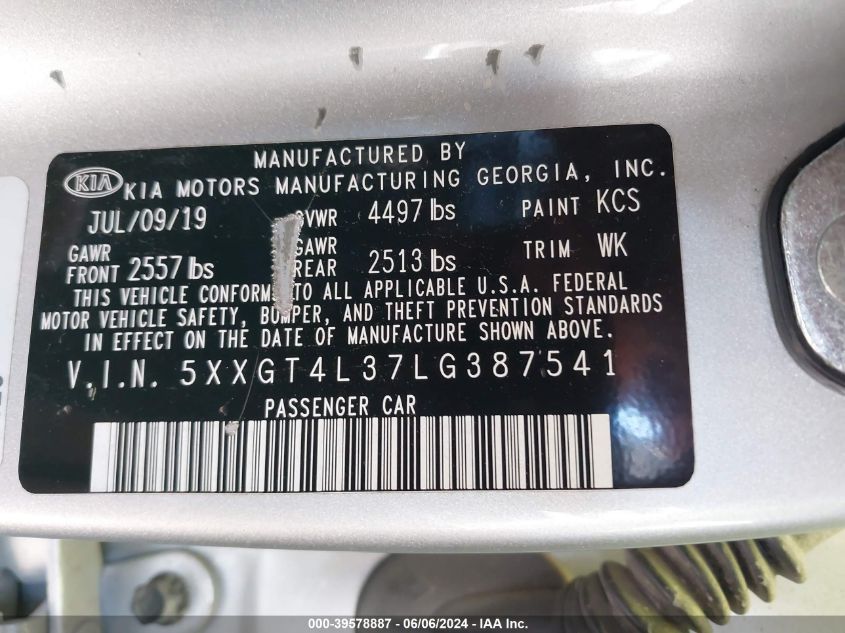 MANUFACTURED BY
KIA KIA MOTORS MANUFACTURING GEORGIA, INC.
JUL/09/19 GVWR 4497 lbs PAINT KCS
GAWR FRONT 2557 lbs GAWR REAR 2513 lbs TRIM WK
THIS VEHICLE CONFORMS TO ALL APPLICABLE U.S.A. FEDERAL
MOTOR VEHICLE SAFETY, BUMPER, AND THEFT PREVENTION STANDARDS
IN EFFECT ON THE DATE OF MANUFACTURE SHOWN ABOVE.
V.I.N. 5XXGT4L37LG387541
PASSENGER CAR
000-39578887 - 06/06/2024 - IAA Inc.